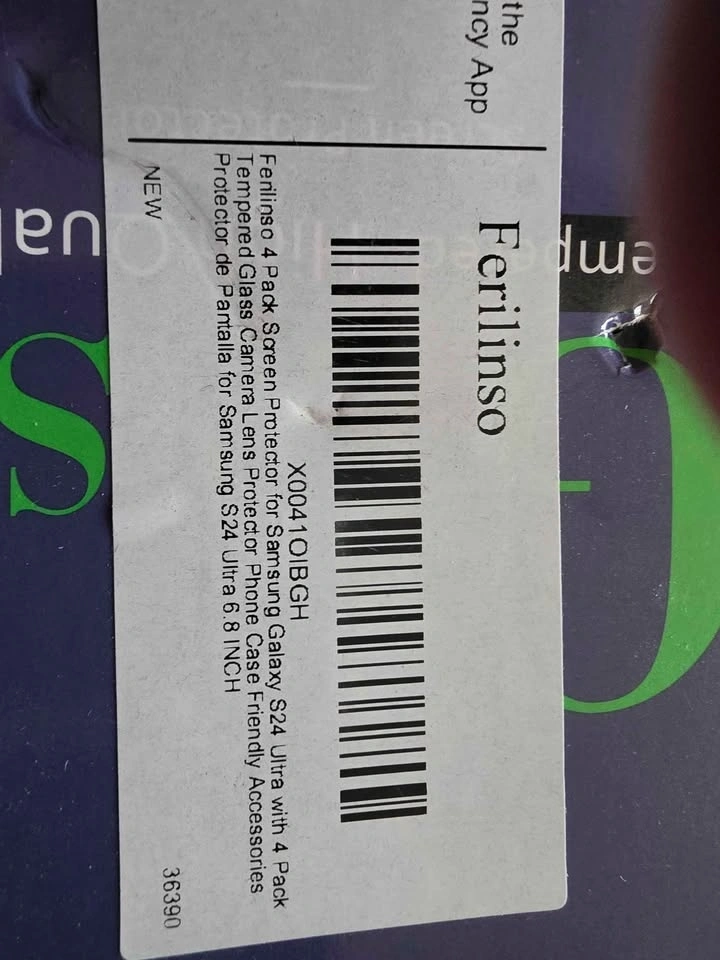 the
ncy App
Ferilinso
X0041OIBGH
Ferilinso 4 Pack Screen Protector for Samsung Galaxy S24 Ultra with 4 Pack
Tempered Glass Camera Lens Protector Phone Case Friendly Accessories
Protector de Pantalla for Samsung S24 Ultra 6.8 INCH
NEW
36390